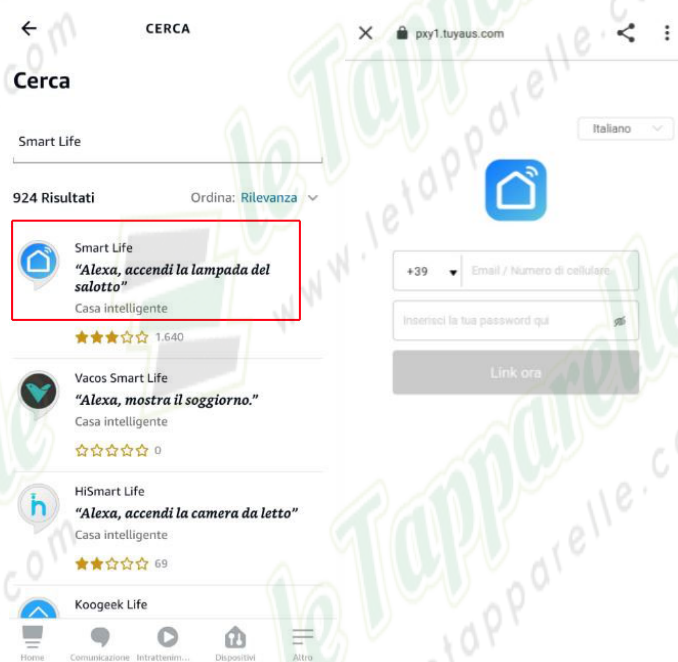 CERCA
Cerca
Smart Life
924 Risultati
Ordina: Rilevanza
Smart Life
“Alexa, accendi la lampada del
salotto”
Casa intelligente
1.640
Vacos Smart Life
“Alexa, mostra il soggiorno.”
Casa intelligente
0
HiSmart Life
“Alexa, accendi la camera da letto”
Casa intelligente
69
Koogeek Life
Home
Comunicazione
Intrattenim...
Dispositivi
Altro
pxy1.tuyaus.com
Italiano
+39
Email / Numero di cellulare
Inserisci la tua password qui
Link ora
le Tapparelle
www.letapparelle.com